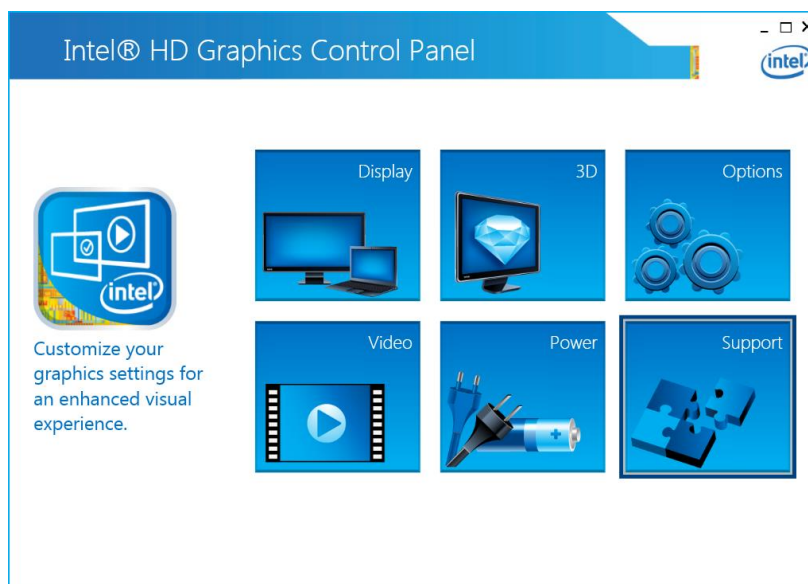 Intel® HD Graphics Control Panel
intel
Display
3D
Options
intel
Customize your
graphics settings for
an enhanced visual
experience.
Video
Power
Support